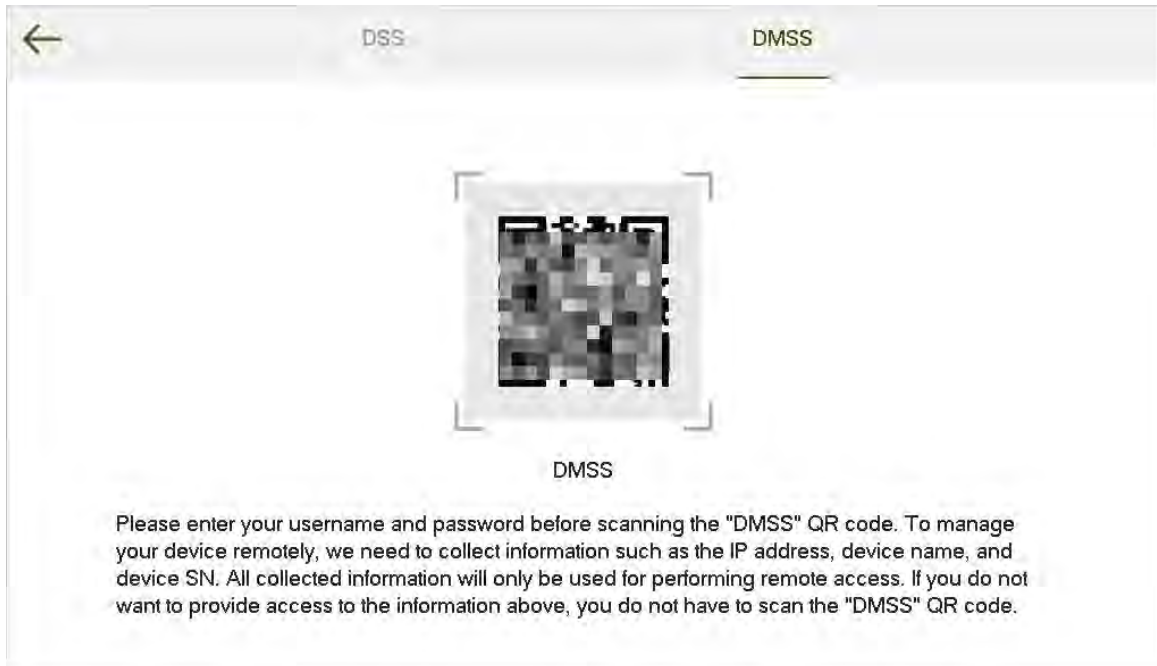 DSS
DMSS
DMSS
Please enter your username and password before scanning the "DMSS" QR code. To manage
your device remotely, we need to collect information such as the IP address, device name, and
device SN. All collected information will only be used for performing remote access. If you do not
want to provide access to the information above, you do not have to scan the "DMSS" QR code.